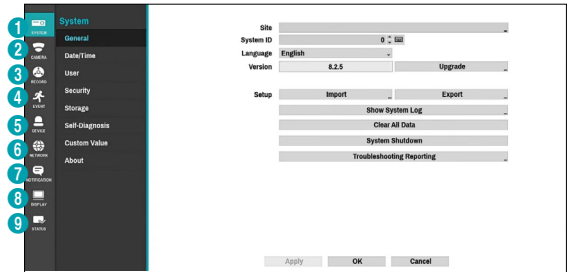 1
SYSTEM
2
CAMERA
3
RECORD
4
EVENT
5
DEVICE
6
NETWORK
7
NOTIFICATION
8
DISPLAY
9
STATUS
System
General
Date/Time
User
Security
Storage
Self-Diagnosis
Custom Value
About
Site
System ID 0
Language English
Version 8.2.5 Upgrade
Setup Import Export
Show System Log
Clear All Data
System Shutdown
Troubleshooting Reporting
Apply OK Cancel